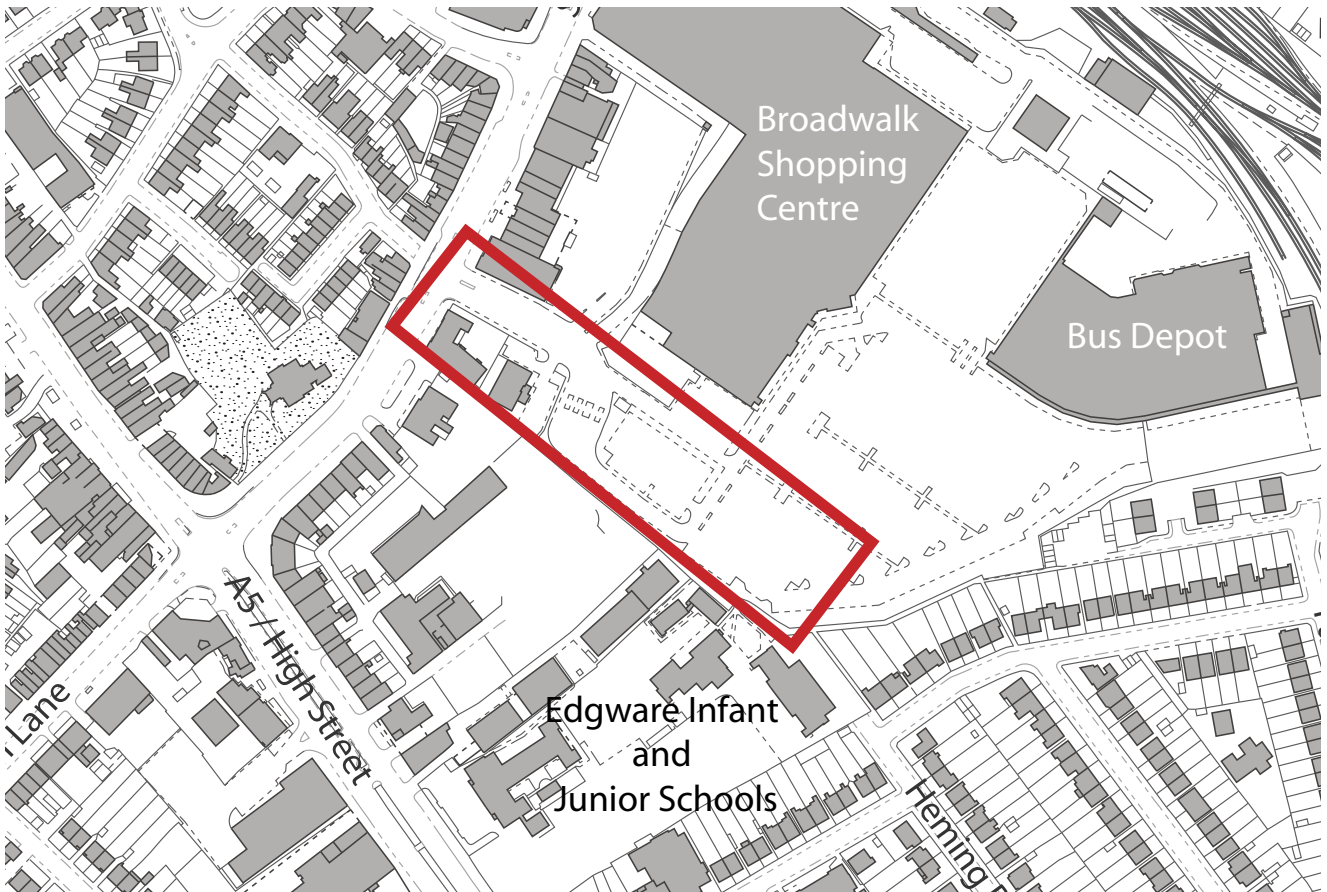 Broadwalk
Shopping
Centre
Bus Depot
A5 / High Street
Lane
Edgware Infant
and
Junior Schools
Heming